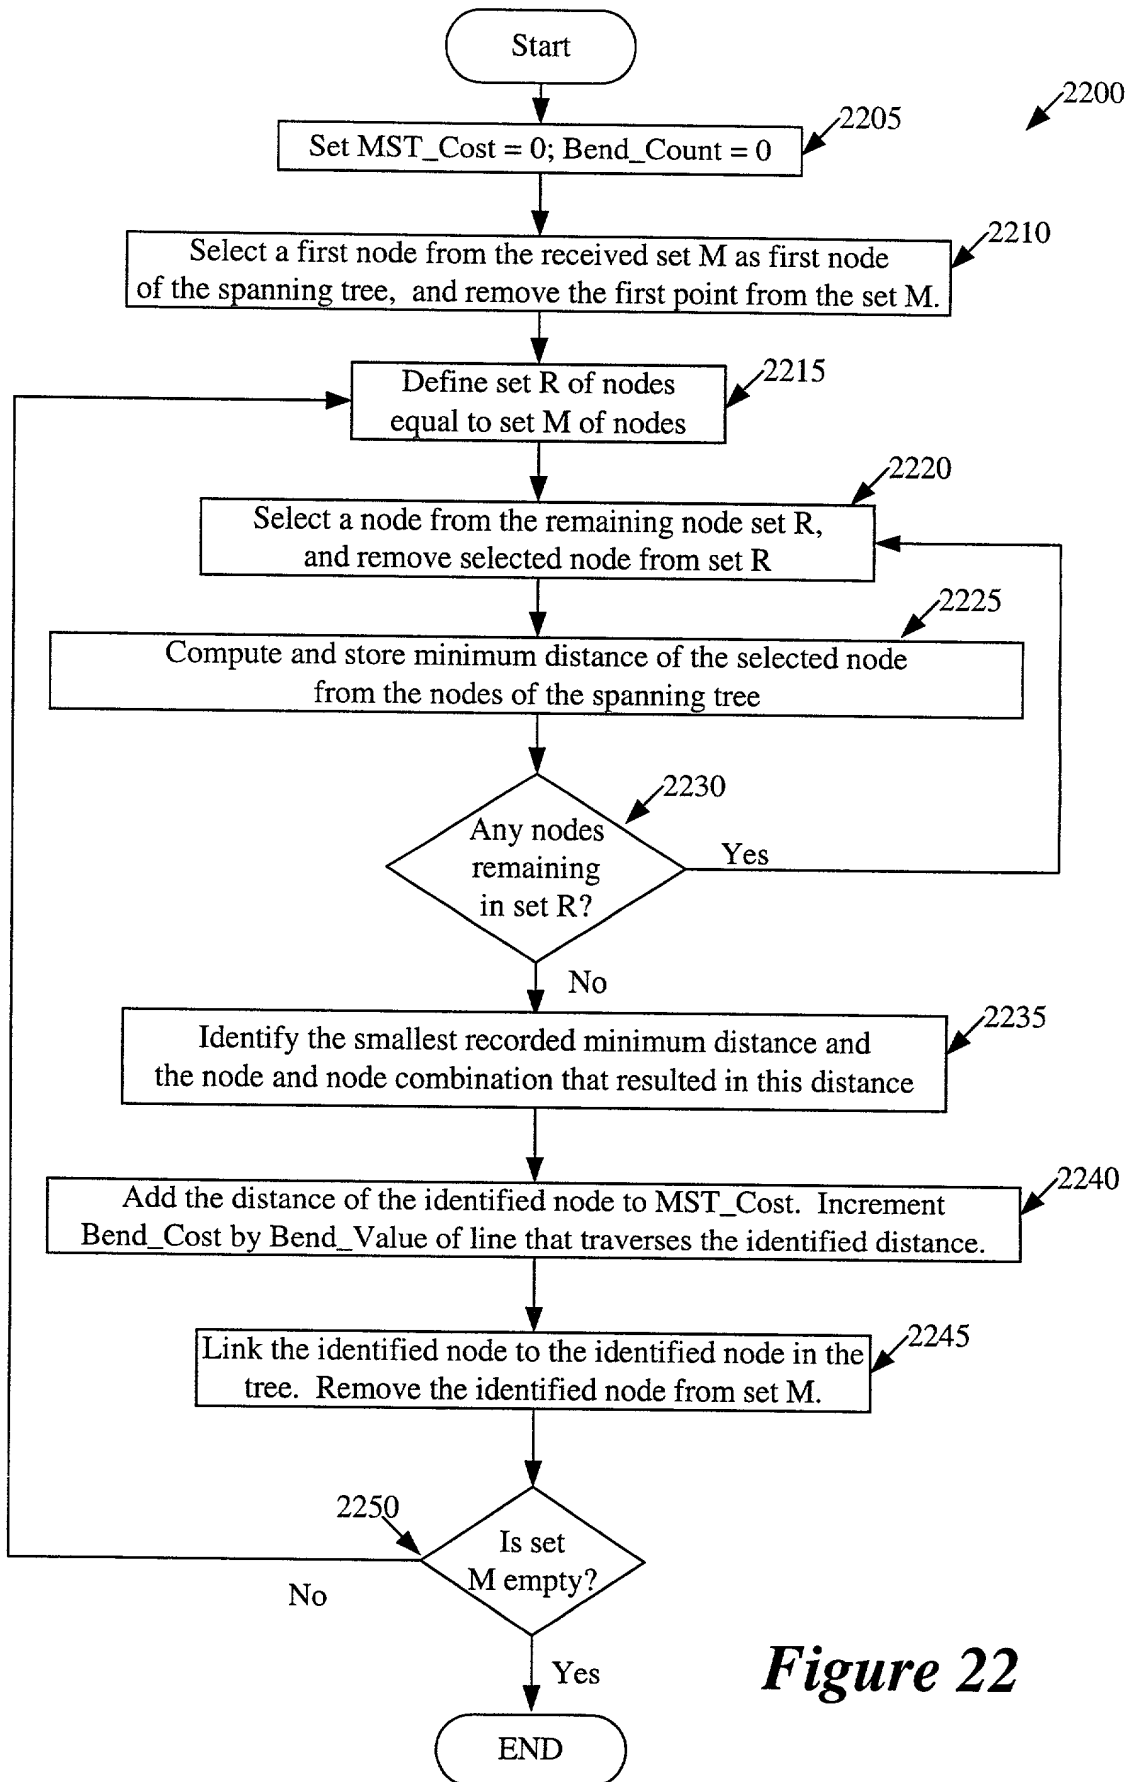 Start
2200
2205
Set MST_Cost = 0; Bend_Count = 0
2210
Select a first node from the received set M as first node
of the spanning tree, and remove the first point from the set M.
2215
Define set R of nodes
equal to set M of nodes
2220
Select a node from the remaining node set R,
and remove selected node from set R
2225
Compute and store minimum distance of the selected node
from the nodes of the spanning tree
2230
Any nodes
remaining
in set R?
Yes
No
2235
Identify the smallest recorded minimum distance and
the node and node combination that resulted in this distance
2240
Add the distance of the identified node to MST_Cost. Increment
Bend_Cost by Bend_Value of line that traverses the identified distance.
2245
Link the identified node to the identified node in the
tree. Remove the identified node from set M.
2250
Is set
M empty?
No
Yes
Figure 22
END